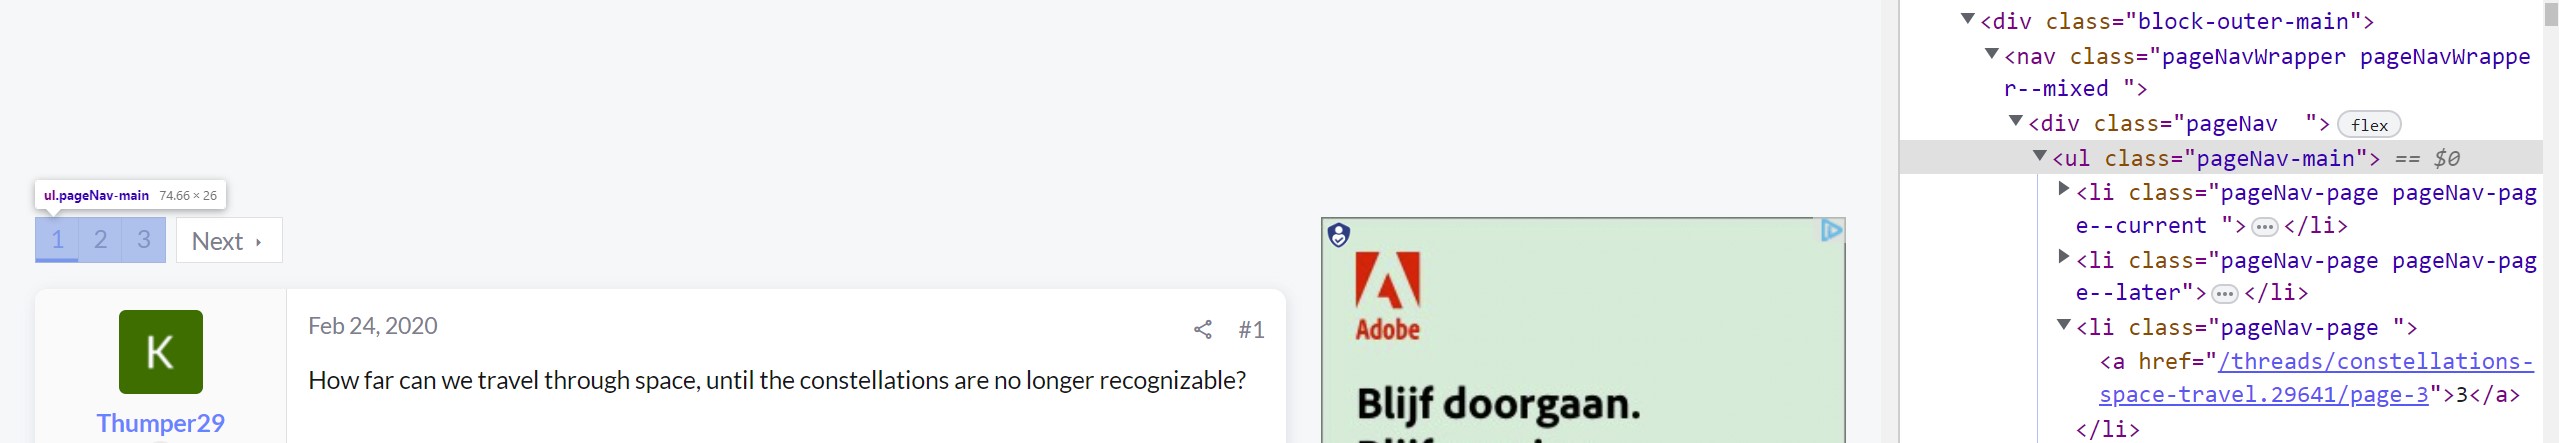 ul.pageNav-main 74.66 × 26
1 2 3 Next
K
Thumper29
Feb 24, 2020
#1
How far can we travel through space, until the constellations are no longer recognizable?
Adobe
Blijf doorgaan.
<div class="block-outer-main">
<nav class="pageNavWrapper pageNavWrappe
r--mixed ">
<div class="pageNav  "> flex
<ul class="pageNav-main"> == $0
<li class="pageNav-page pageNav-pag
e--current ">…</li>
<li class="pageNav-page pageNav-pag
e--later">…</li>
<li class="pageNav-page ">
<a href="/threads/constellations-
space-travel.29641/page-3">3</a>
</li>